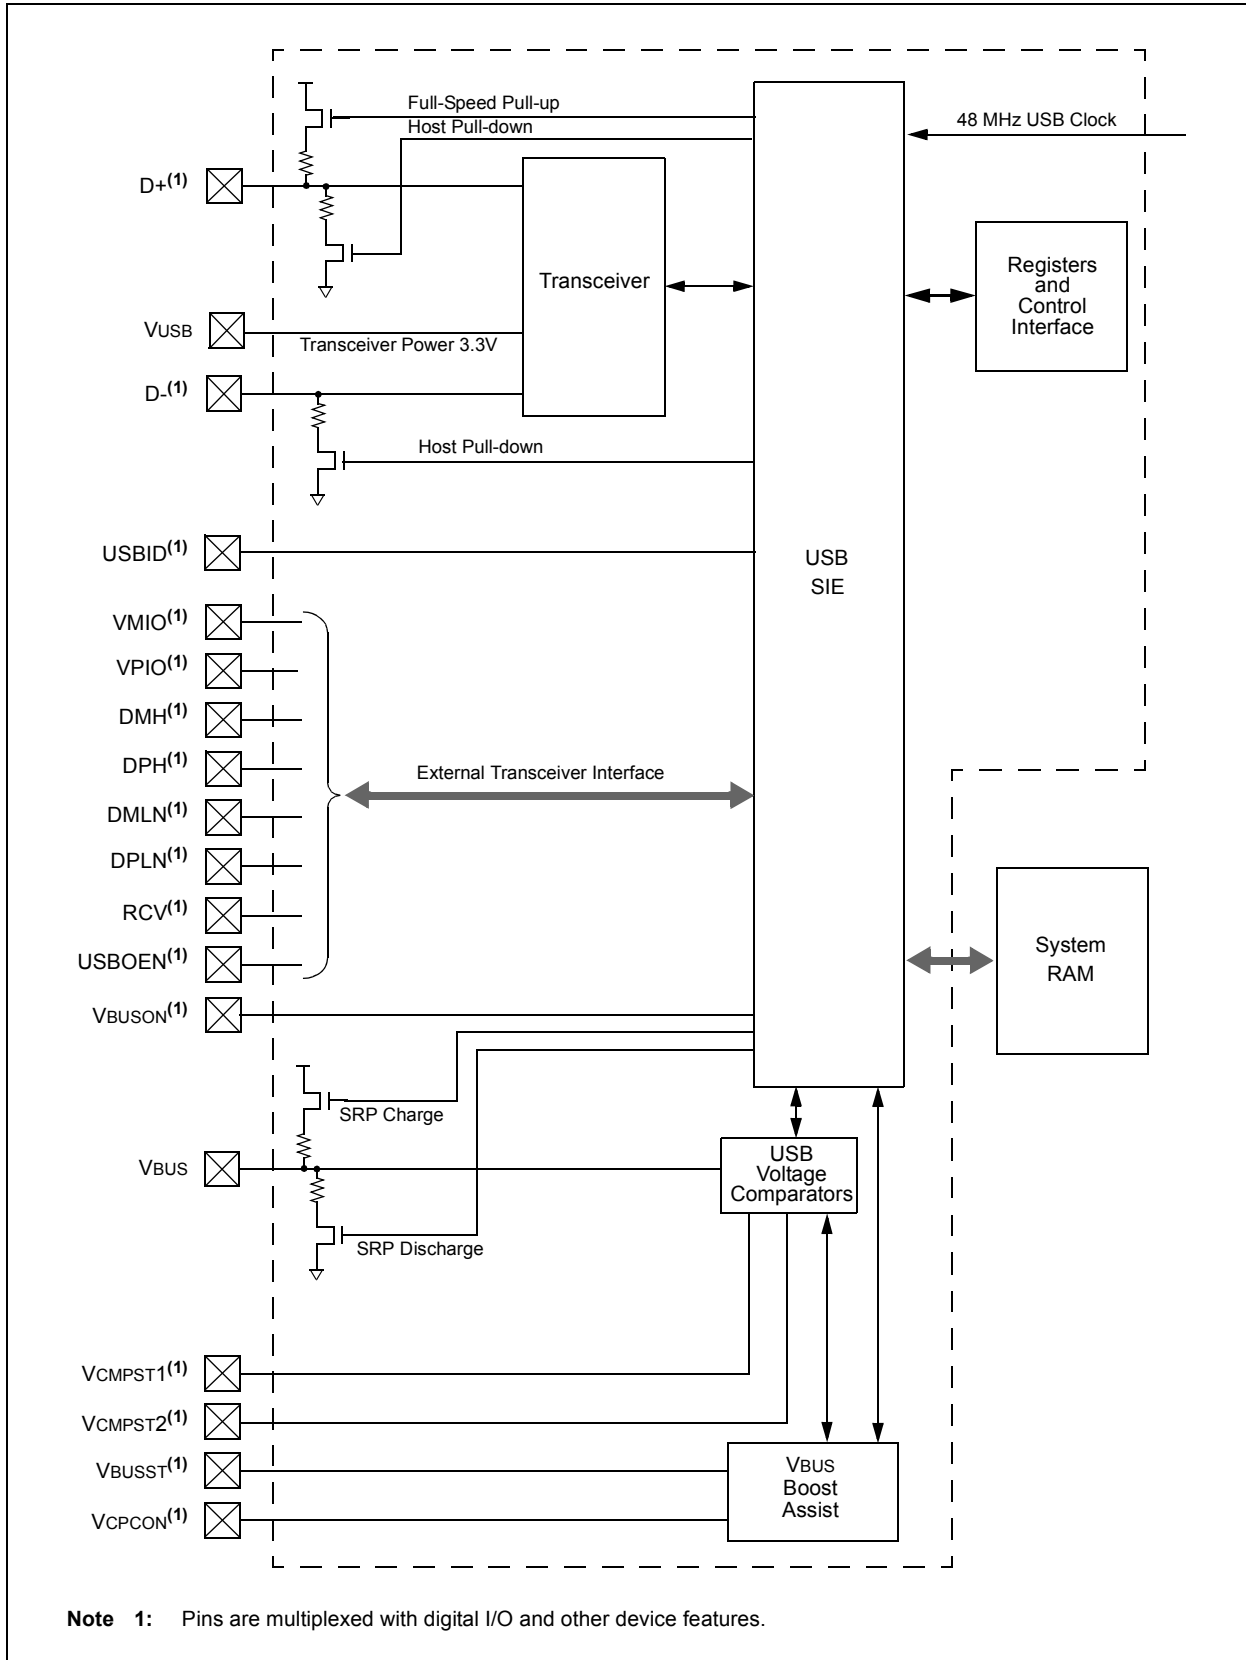 Full-Speed Pull-up
Host Pull-down
48 MHz USB Clock
D+(1)
Transceiver
Registers
and
Control
Interface
VUSB
Transceiver Power 3.3V
D-(1)
Host Pull-down
USBID(1)
USB
SIE
VMIO(1)
VPIO(1)
DMH(1)
DPH(1)
External Transceiver Interface
DMLN(1)
DPLN(1)
RCV(1)
USBOEN(1)
System
RAM
VBUSON(1)
SRP Charge
VBUS
USB
Voltage
Comparators
SRP Discharge
VCMPST1(1)
VCMPST2(1)
VBUSST(1)
VBUS
Boost
Assist
VCPCON(1)
Note 1: Pins are multiplexed with digital I/O and other device features.